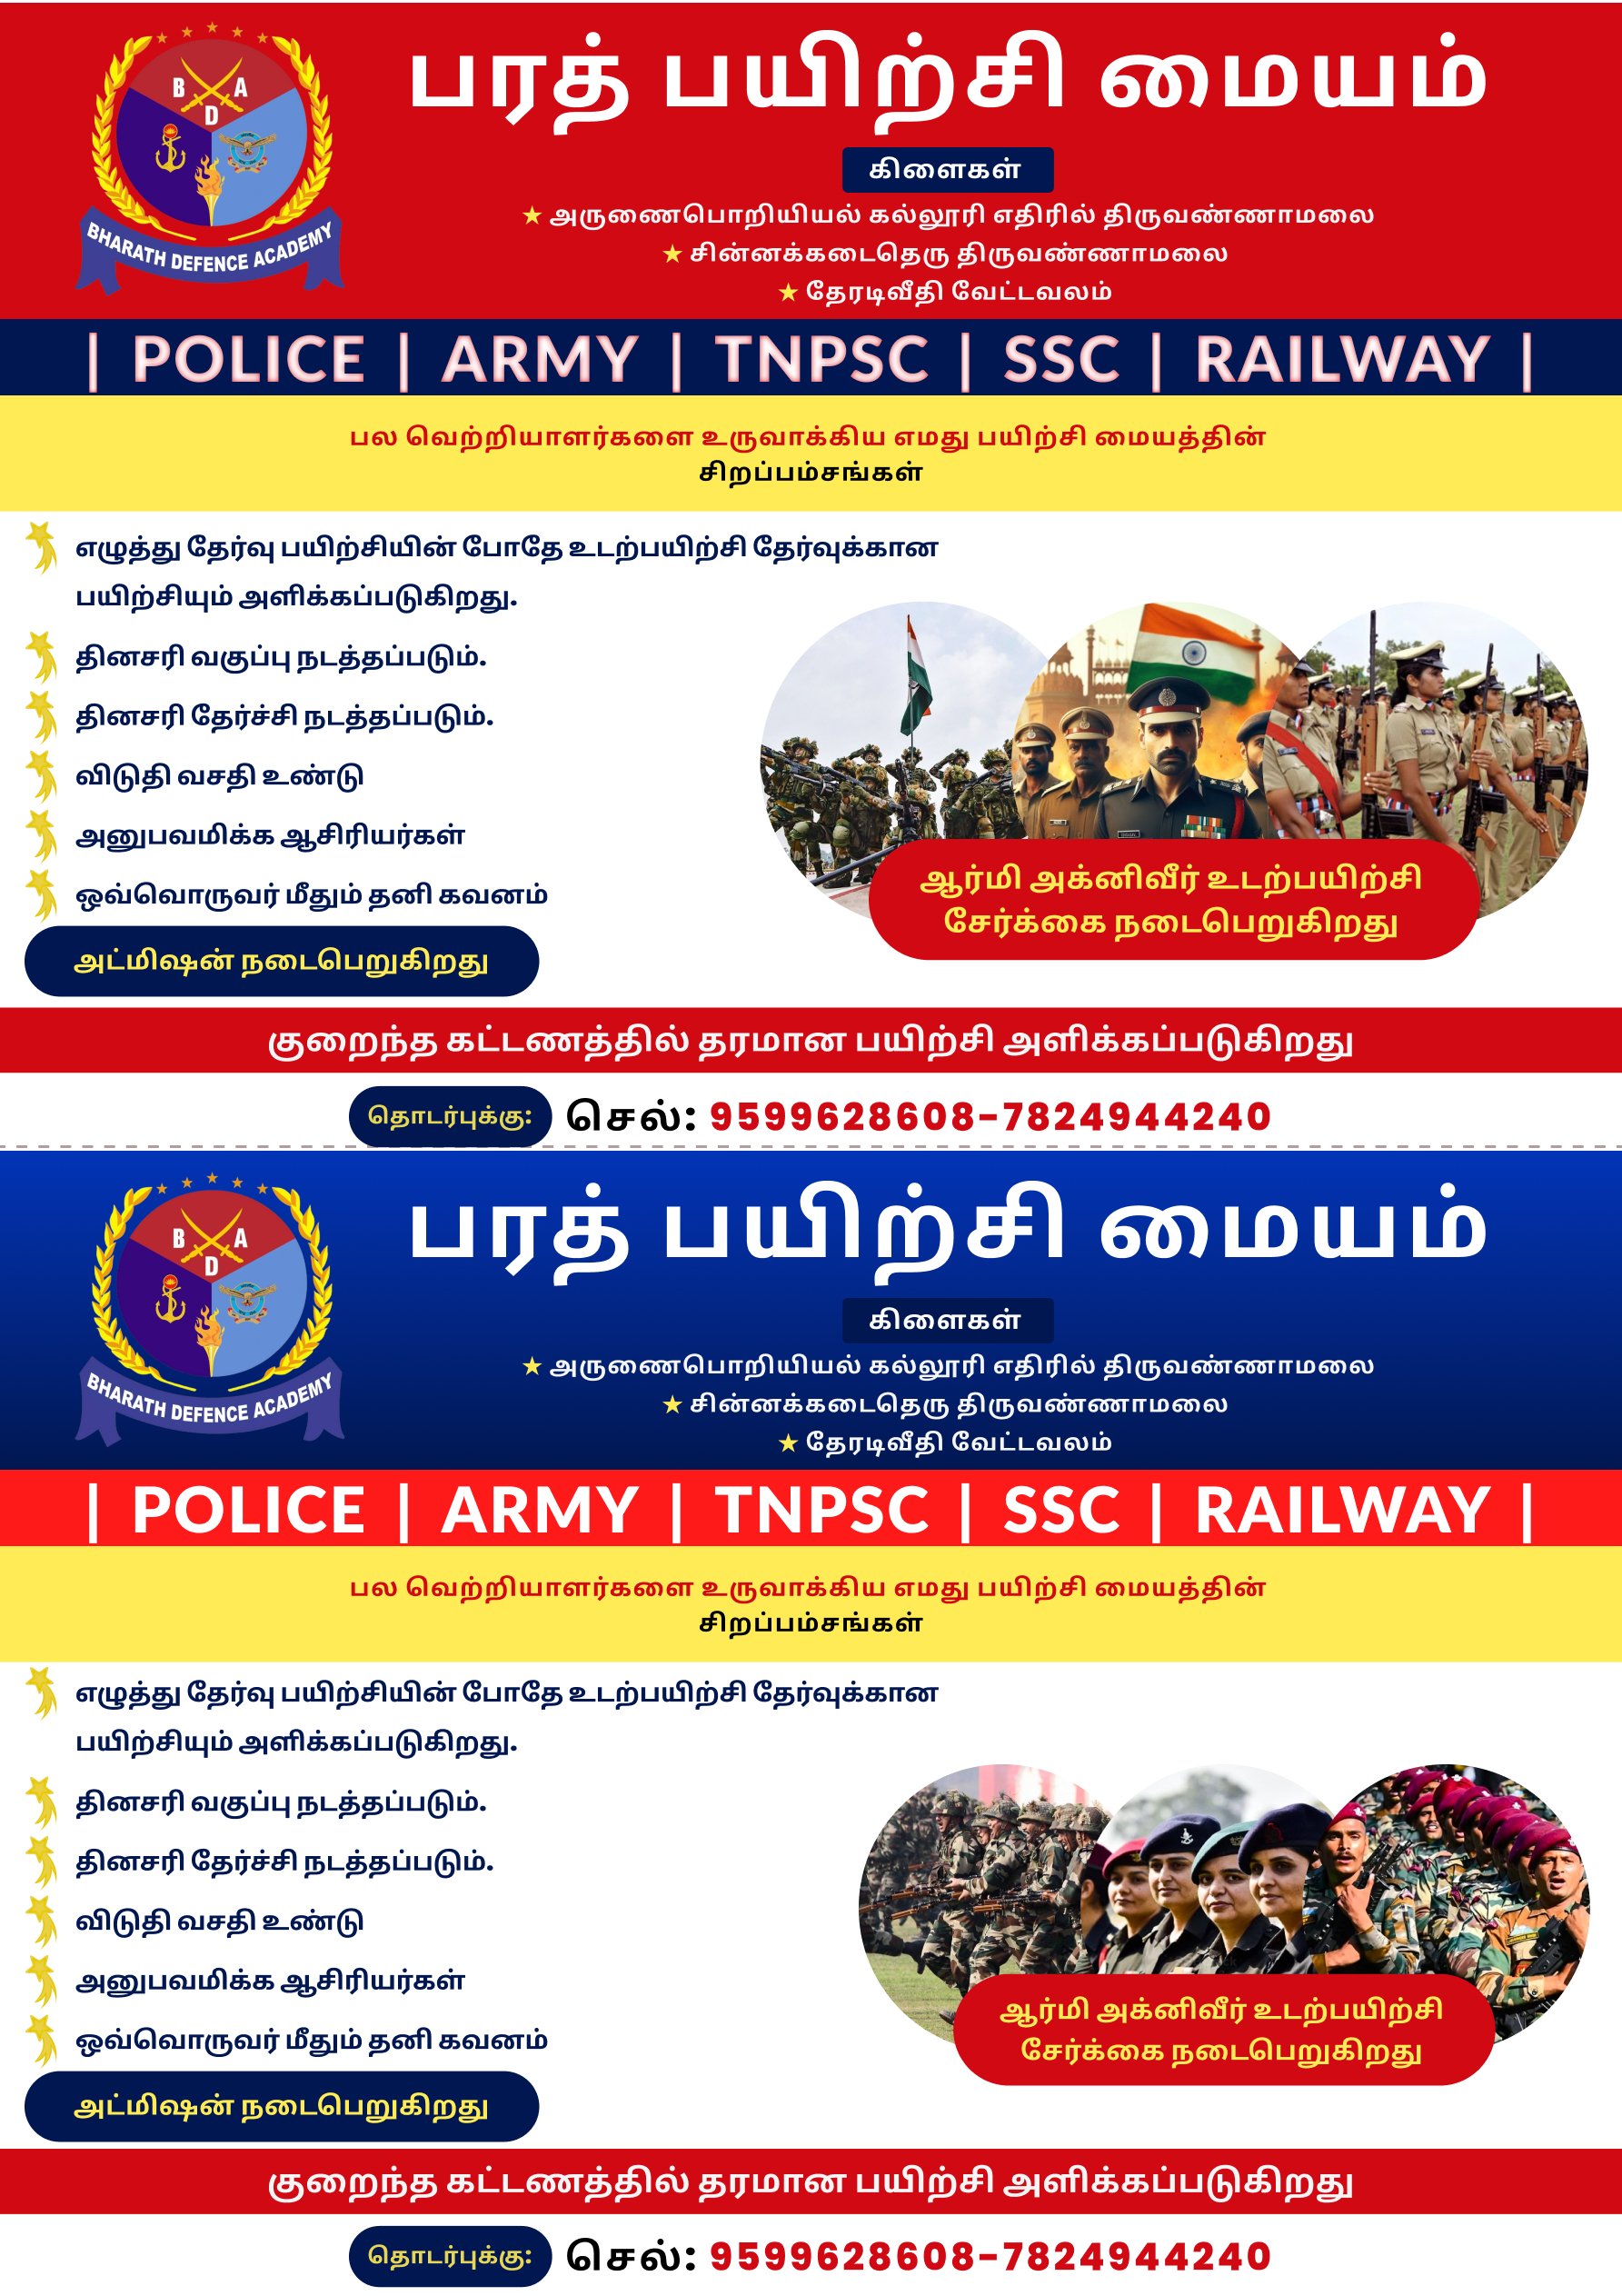 B A
D
BHARATH DEFENCE ACADEMY
பரத் பயிற்சி மையம்
கிளைகள்
★ அருணைபொறியியல் கல்லூரி எதிரில் திருவண்ணாமலை
★ சின்னக்கடைதெரு திருவண்ணாமலை
★ தேரடிவீதி வேட்டவலம்
| POLICE | ARMY | TNPSC | SSC | RAILWAY |
பல வெற்றியாளர்களை உருவாக்கிய எமது பயிற்சி மையத்தின்
சிறப்பம்சங்கள்
எழுத்து தேர்வு பயிற்சியின் போதே உடற்பயிற்சி தேர்வுக்கான
பயிற்சியும் அளிக்கப்படுகிறது.
தினசரி வகுப்பு நடத்தப்படும்.
தினசரி தேர்ச்சி நடத்தப்படும்.
விடுதி வசதி உண்டு
அனுபவமிக்க ஆசிரியர்கள்
ஒவ்வொருவர் மீதும் தனி கவனம்
அட்மிஷன் நடைபெறுகிறது
ஆர்மி அக்னிவீர் உடற்பயிற்சி
சேர்க்கை நடைபெறுகிறது
குறைந்த கட்டணத்தில் தரமான பயிற்சி அளிக்கப்படுகிறது
தொடர்புக்கு: செல்: 9599628608-7824944240
B A
D
BHARATH DEFENCE ACADEMY
பரத் பயிற்சி மையம்
கிளைகள்
★ அருணைபொறியியல் கல்லூரி எதிரில் திருவண்ணாமலை
★ சின்னக்கடைதெரு திருவண்ணாமலை
★ தேரடிவீதி வேட்டவலம்
| POLICE | ARMY | TNPSC | SSC | RAILWAY |
பல வெற்றியாளர்களை உருவாக்கிய எமது பயிற்சி மையத்தின்
சிறப்பம்சங்கள்
எழுத்து தேர்வு பயிற்சியின் போதே உடற்பயிற்சி தேர்வுக்கான
பயிற்சியும் அளிக்கப்படுகிறது.
தினசரி வகுப்பு நடத்தப்படும்.
தினசரி தேர்ச்சி நடத்தப்படும்.
விடுதி வசதி உண்டு
அனுபவமிக்க ஆசிரியர்கள்
ஒவ்வொருவர் மீதும் தனி கவனம்
அட்மிஷன் நடைபெறுகிறது
ஆர்மி அக்னிவீர் உடற்பயிற்சி
சேர்க்கை நடைபெறுகிறது
குறைந்த கட்டணத்தில் தரமான பயிற்சி அளிக்கப்படுகிறது
தொடர்புக்கு: செல்: 9599628608-7824944240